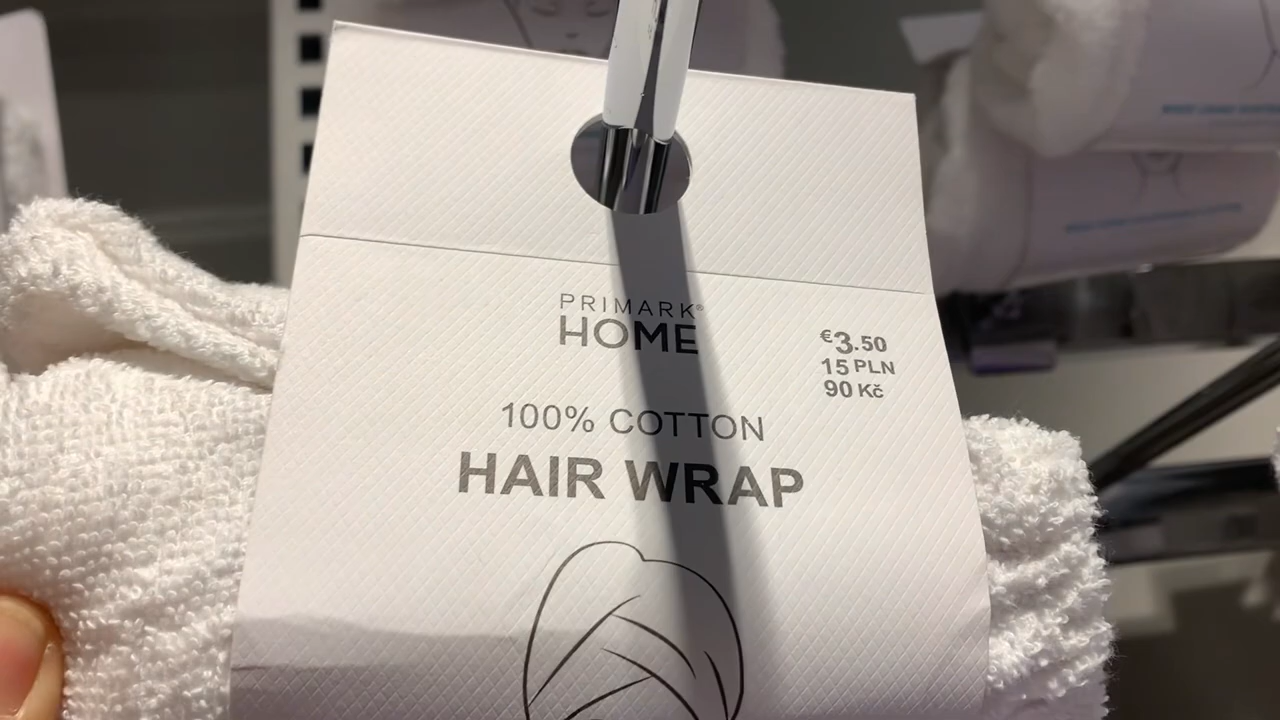 PRIMARK®
HOME
€3.50
15 PLN
90 Kč
100% COTTON
HAIR WRAP